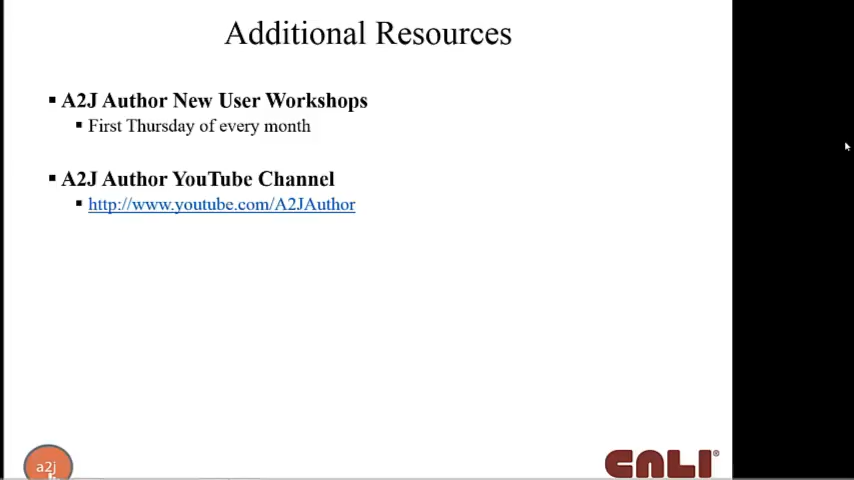 Additional Resources
▪ A2J Author New User Workshops
▪ First Thursday of every month
▪ A2J Author YouTube Channel
▪ http://www.youtube.com/A2JAuthor
a2j
CALI®